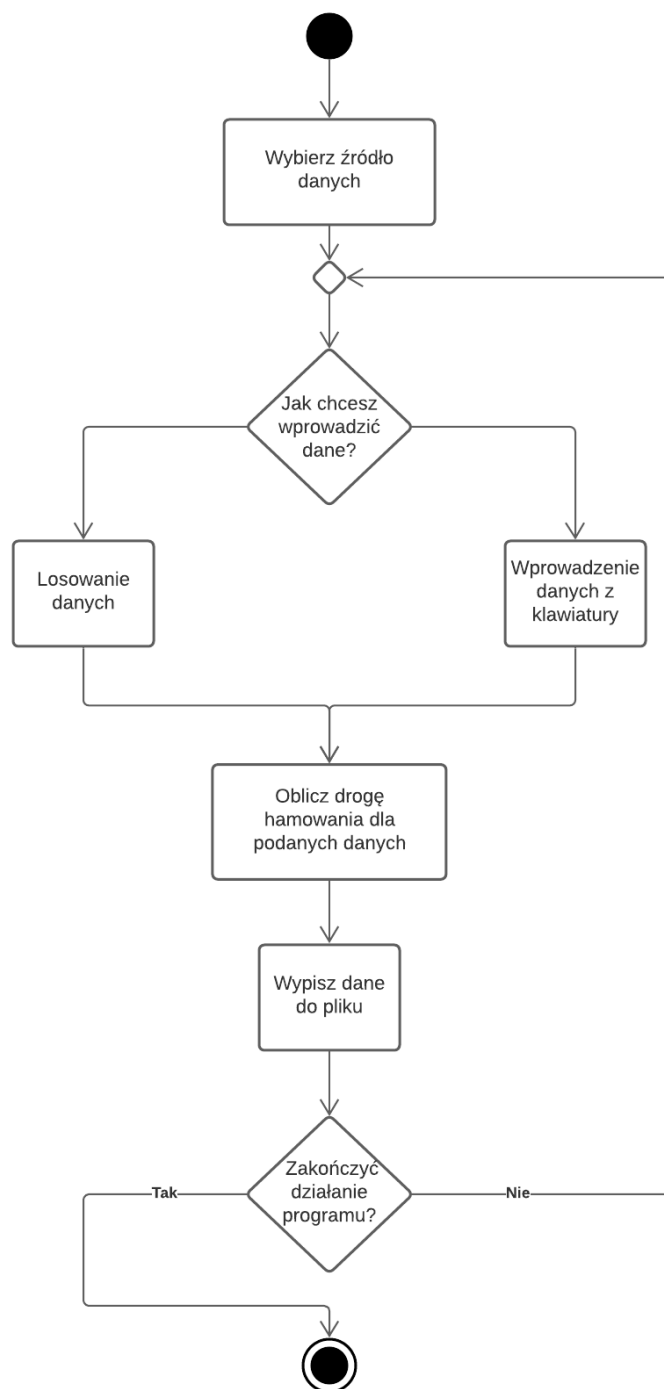 Wybierz źródło
danych
Jak chcesz
wprowadzić
dane?
Losowanie
danych
Wprowadzenie
danych z
klawiatury
Oblicz drogę
hamowania dla
podanych danych
Wypisz dane
do pliku
Zakończyć
działanie
programu?
Tak
Nie